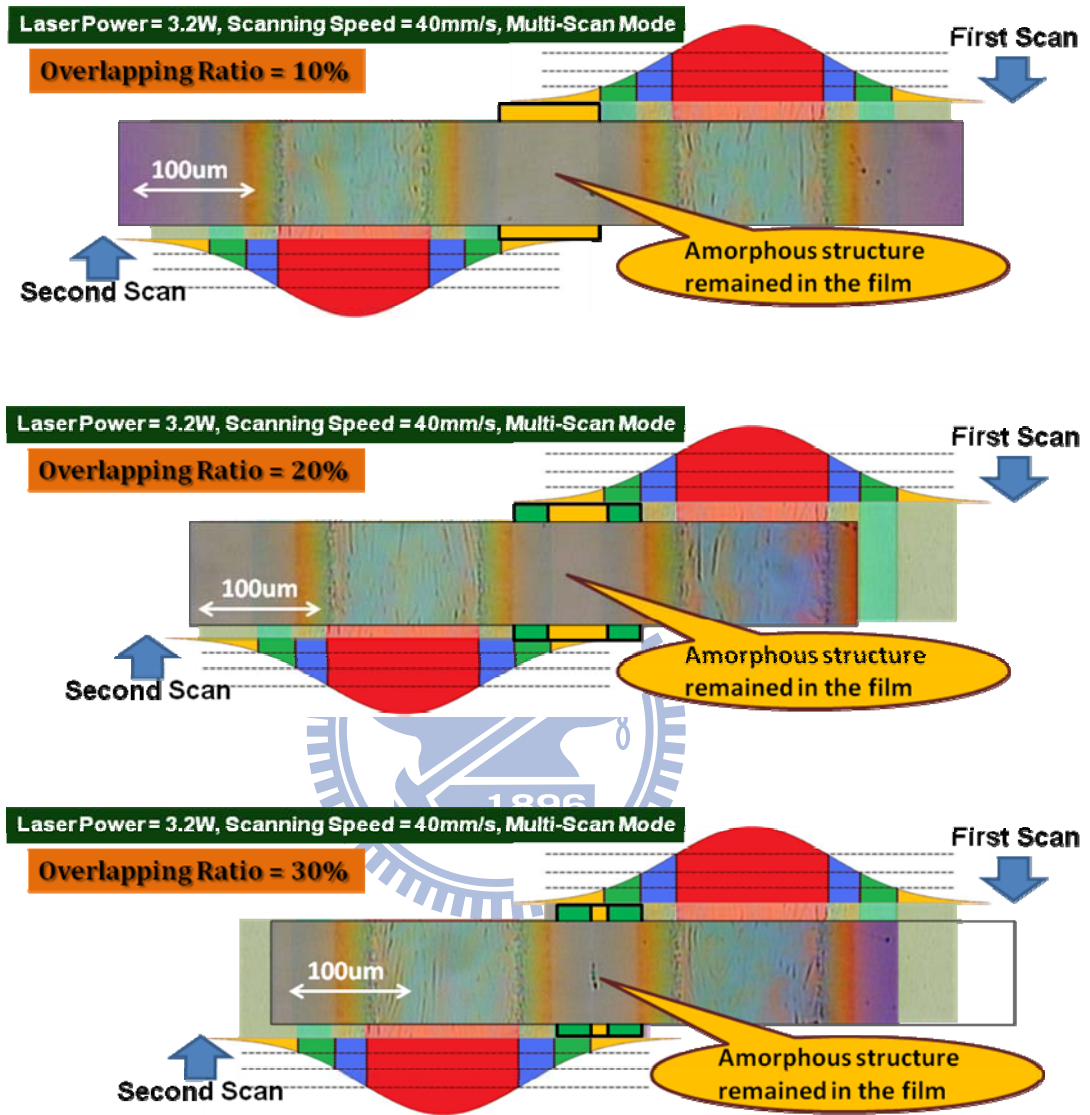 Laser Power = 3.2W, Scanning Speed = 40mm/s, Multi-Scan Mode
Overlapping Ratio = 10%
First Scan
100um
Amorphous structure
remained in the film
Second Scan
Laser Power = 3.2W, Scanning Speed = 40mm/s, Multi-Scan Mode
Overlapping Ratio = 20%
First Scan
100um
Amorphous structure
remained in the film
Second Scan
1896
Laser Power = 3.2W, Scanning Speed = 40mm/s, Multi-Scan Mode
Overlapping Ratio = 30%
First Scan
100um
Amorphous structure
remained in the film
Second Scan